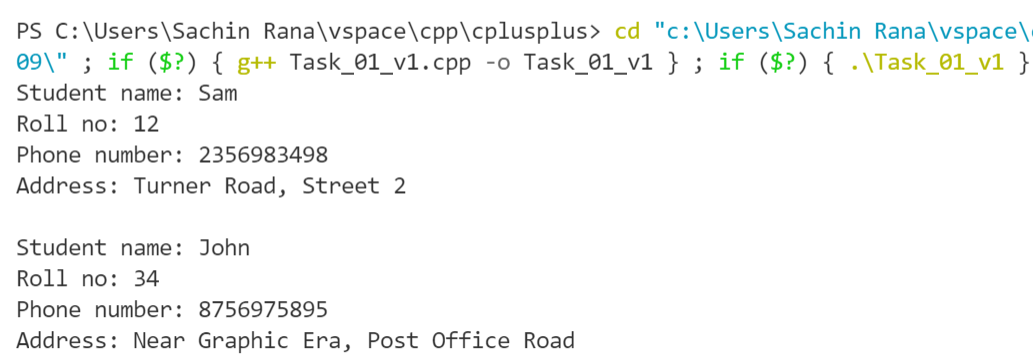 PS C:\Users\Sachin Rana\vspace\cpp\cplusplus> cd "c:\Users\Sachin Rana\vspace\
09\" ; if ($?) { g++ Task_01_v1.cpp -o Task_01_v1 } ; if ($?) { .\Task_01_v1 }
Student name: Sam
Roll no: 12
Phone number: 2356983498
Address: Turner Road, Street 2

Student name: John
Roll no: 34
Phone number: 8756975895
Address: Near Graphic Era, Post Office Road